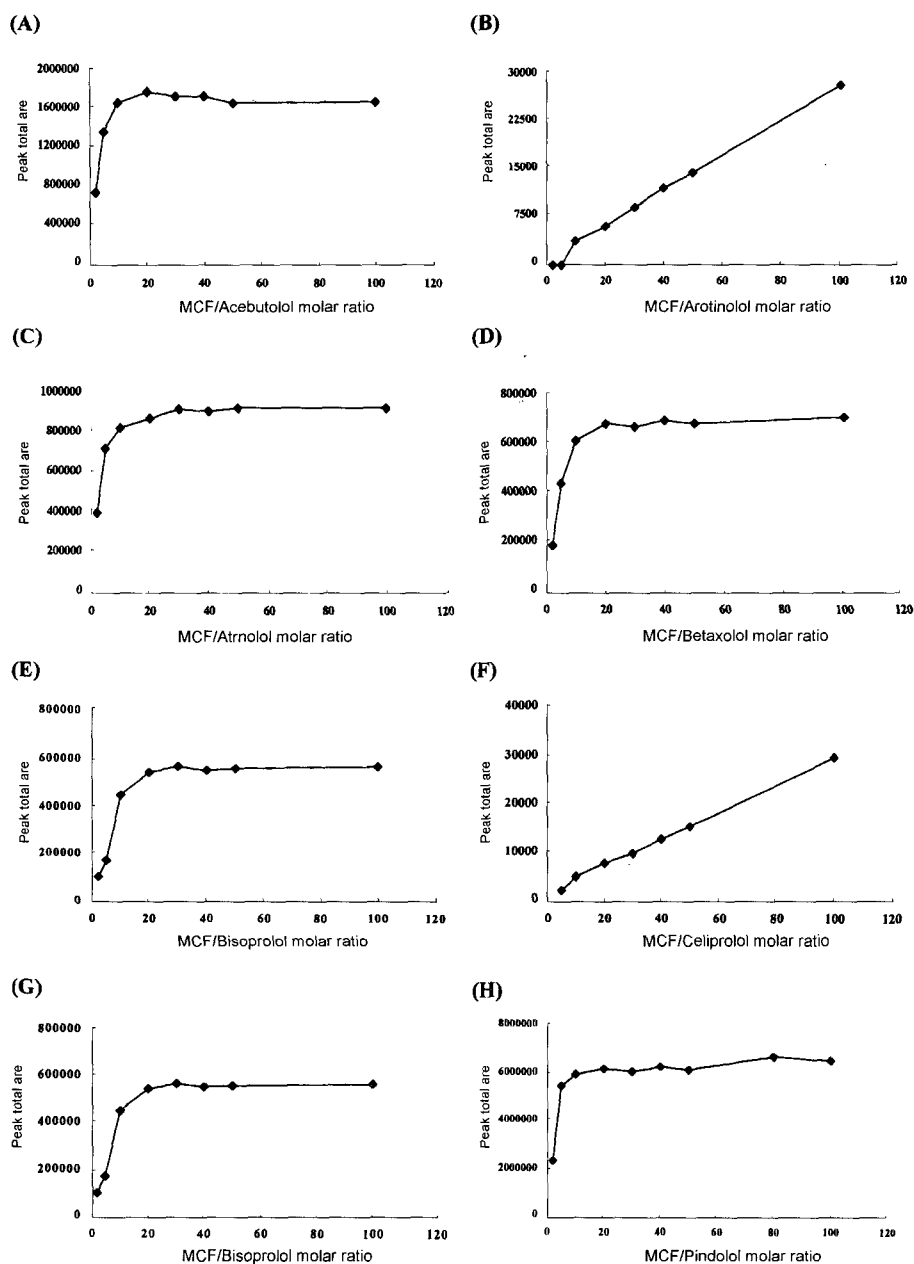 (A)
Peak total are
2000000
1600000
1200000
800000
400000
0
0 20 40 60 80 100 120
MCF/Acebutolol molar ratio
(B)
Peak total are
30000
22500
15000
7500
0
0 20 40 60 80 100 120
MCF/Arotinolol molar ratio
(C)
Peak total are
1000000
800000
600000
400000
200000
0
0 20 40 60 80 100 120
MCF/Atrnolol molar ratio
(D)
Peak total are
800000
600000
400000
200000
0
0 20 40 60 80 100 120
MCF/Betaxolol molar ratio
(E)
Peak total are
800000
600000
400000
200000
0
0 20 40 60 80 100 120
MCF/Bisoprolol molar ratio
(F)
Peak total are
40000
30000
20000
10000
0
0 20 40 60 80 100 120
MCF/Celiprolol molar ratio
(G)
Peak total are
800000
600000
400000
200000
0
0 20 40 60 80 100 120
MCF/Bisoprolol molar ratio
(H)
Peak total are
8000000
6000000
4000000
2000000
0
0 20 40 60 80 100 120
MCF/Pindolol molar ratio